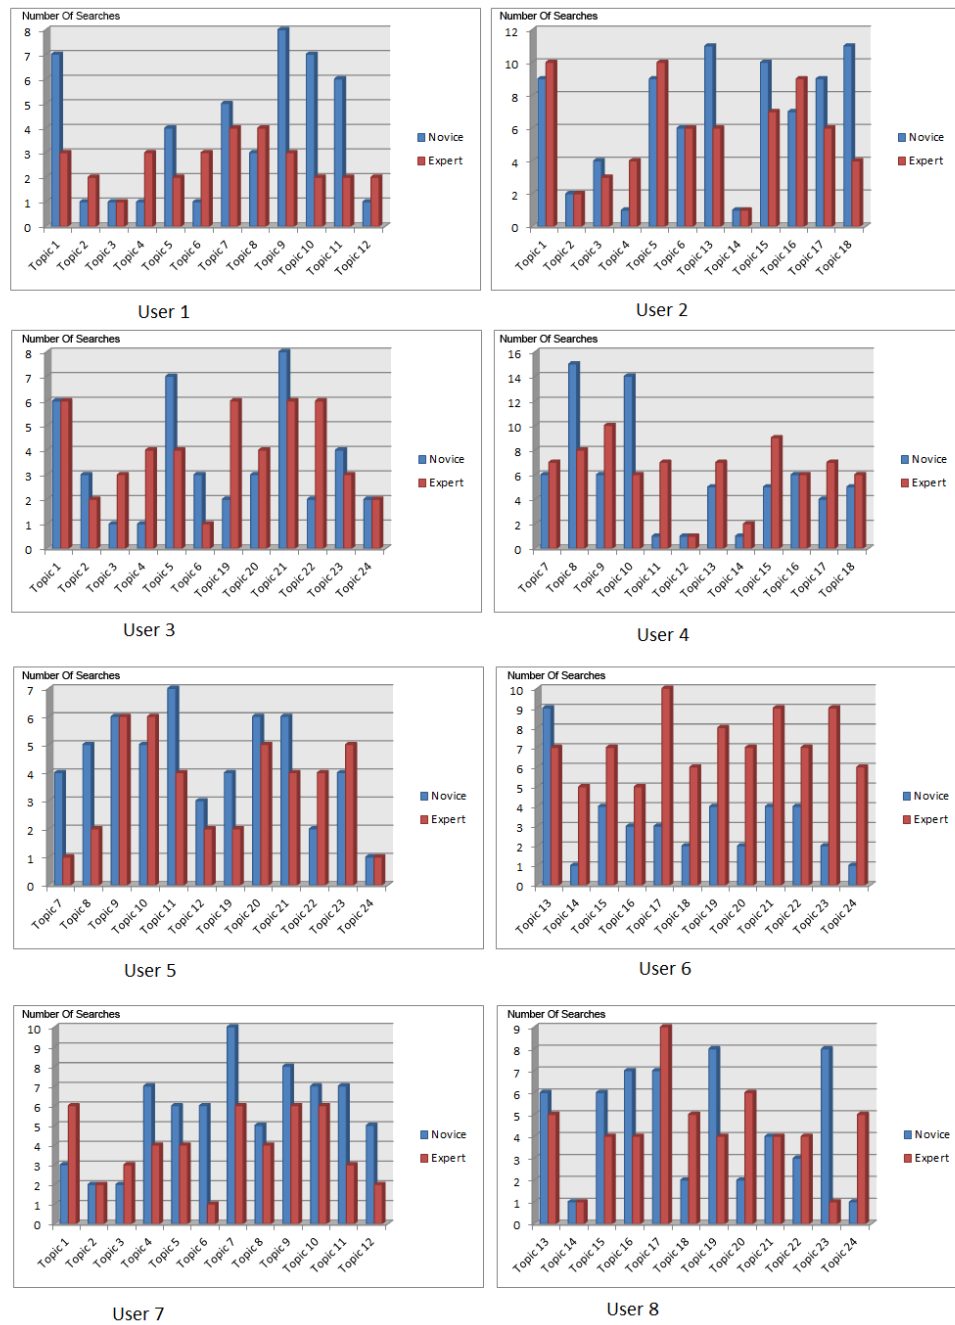 Number Of Searches
8
7
6
5
4
3
2
1
0
Topic 1
Topic 2
Topic 3
Topic 4
Topic 5
Topic 6
Topic 7
Topic 8
Topic 9
Topic 10
Topic 11
Topic 12
Novice
Expert
User 1
Number Of Searches
12
10
8
6
4
2
0
Topic 1
Topic 2
Topic 3
Topic 4
Topic 5
Topic 6
Topic 13
Topic 14
Topic 15
Topic 16
Topic 17
Topic 18
Novice
Expert
User 2
Number Of Searches
8
7
6
5
4
3
2
1
0
Topic 1
Topic 2
Topic 3
Topic 4
Topic 5
Topic 6
Topic 19
Topic 20
Topic 21
Topic 22
Topic 23
Topic 24
Novice
Expert
User 3
Number Of Searches
16
14
12
10
8
6
4
2
0
Topic 7
Topic 8
Topic 9
Topic 10
Topic 11
Topic 12
Topic 13
Topic 14
Topic 15
Topic 16
Topic 17
Topic 18
Novice
Expert
User 4
Number Of Searches
7
6
5
4
3
2
1
0
Topic 7
Topic 8
Topic 9
Topic 10
Topic 11
Topic 12
Topic 19
Topic 20
Topic 21
Topic 22
Topic 23
Topic 24
Novice
Expert
User 5
Number Of Searches
10
9
8
7
6
5
4
3
2
1
0
Topic 13
Topic 14
Topic 15
Topic 16
Topic 17
Topic 18
Topic 19
Topic 20
Topic 21
Topic 22
Topic 23
Topic 24
Novice
Expert
User 6
Number Of Searches
10
9
8
7
6
5
4
3
2
1
0
Topic 1
Topic 2
Topic 3
Topic 4
Topic 5
Topic 6
Topic 7
Topic 8
Topic 9
Topic 10
Topic 11
Topic 12
Novice
Expert
User 7
Number Of Searches
9
8
7
6
5
4
3
2
1
0
Topic 13
Topic 14
Topic 15
Topic 16
Topic 17
Topic 18
Topic 19
Topic 20
Topic 21
Topic 22
Topic 23
Topic 24
Novice
Expert
User 8